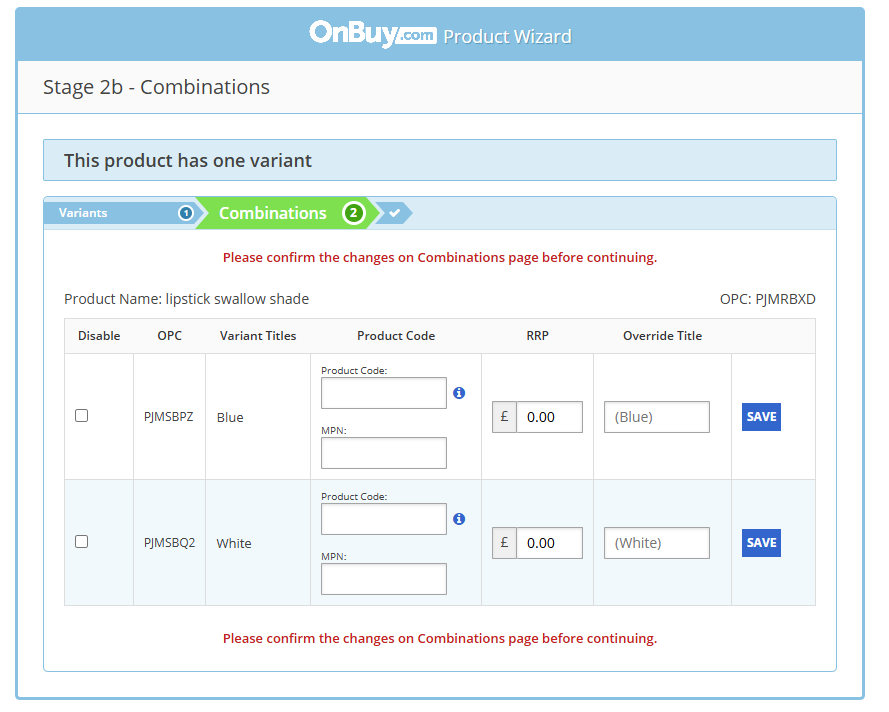 OnBuy.com Product Wizard
Stage 2b - Combinations
This product has one variant
Variants 1 Combinations 2
Please confirm the changes on Combinations page before continuing.
Product Name: lipstick swallow shade OPC: PJMRBXD
Disable OPC Variant Titles Product Code RRP Override Title
Product Code:
PJMSBPZ Blue £ 0.00 (Blue) SAVE
MPN:
Product Code:
PJMSBQ2 White £ 0.00 (White) SAVE
MPN:
Please confirm the changes on Combinations page before continuing.